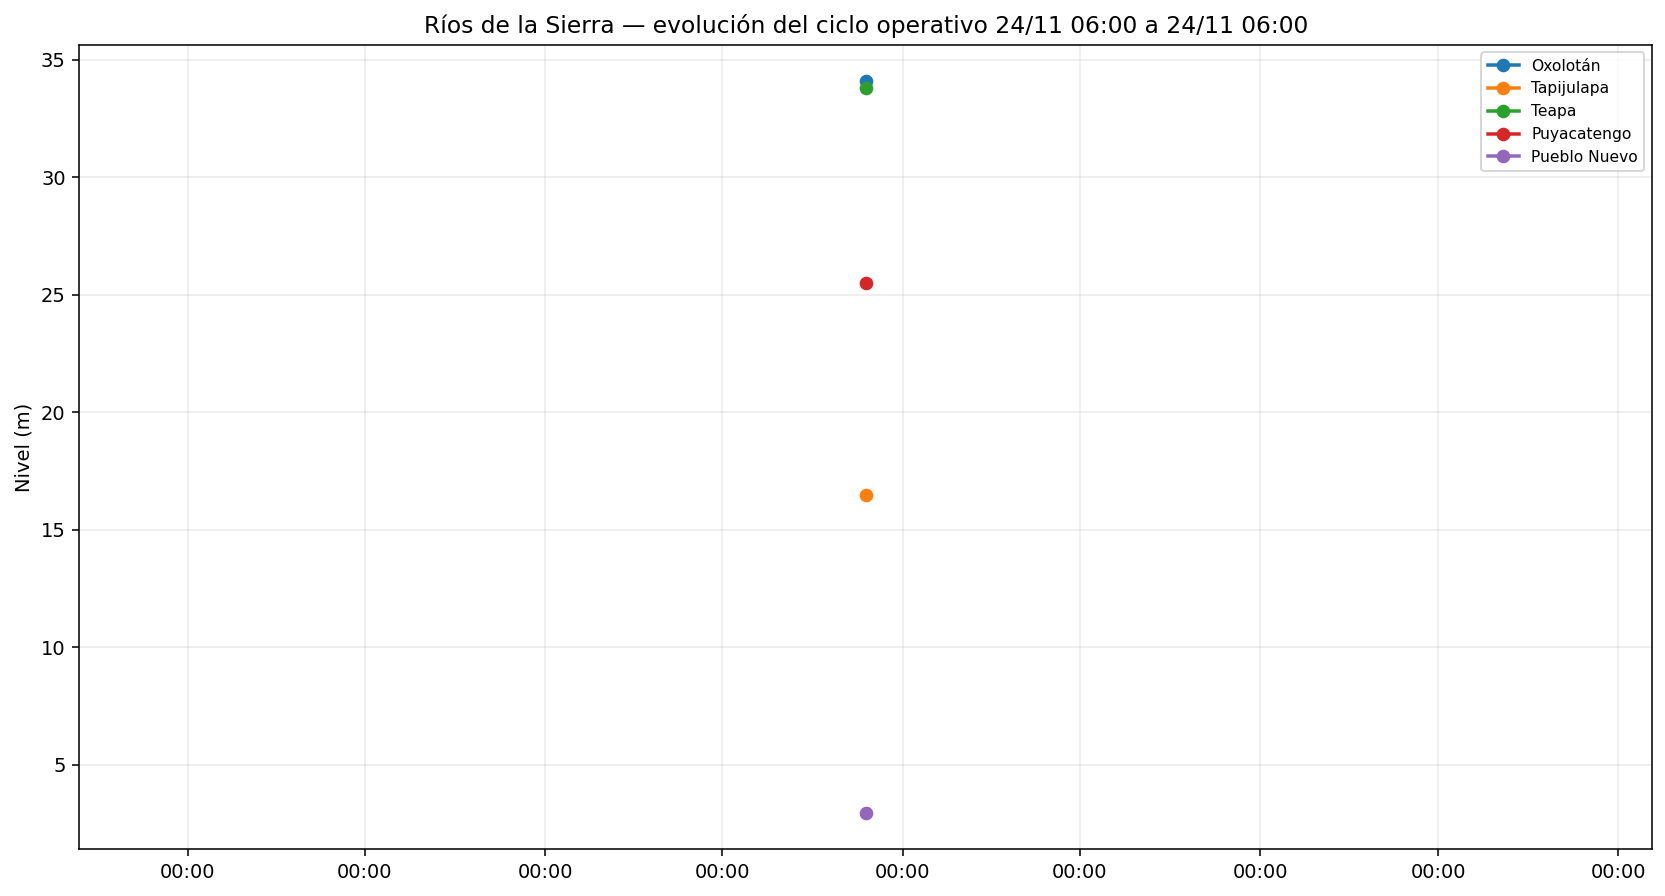 Ríos de la Sierra — evolución del ciclo operativo 24/11 06:00 a 24/11 06:00
35
30
25
20
15
10
5
Nivel (m)
Oxolotán
Tapijulapa
Teapa
Puyacatengo
Pueblo Nuevo
00:00 00:00 00:00 00:00 00:00 00:00 00:00 00:00 00:00